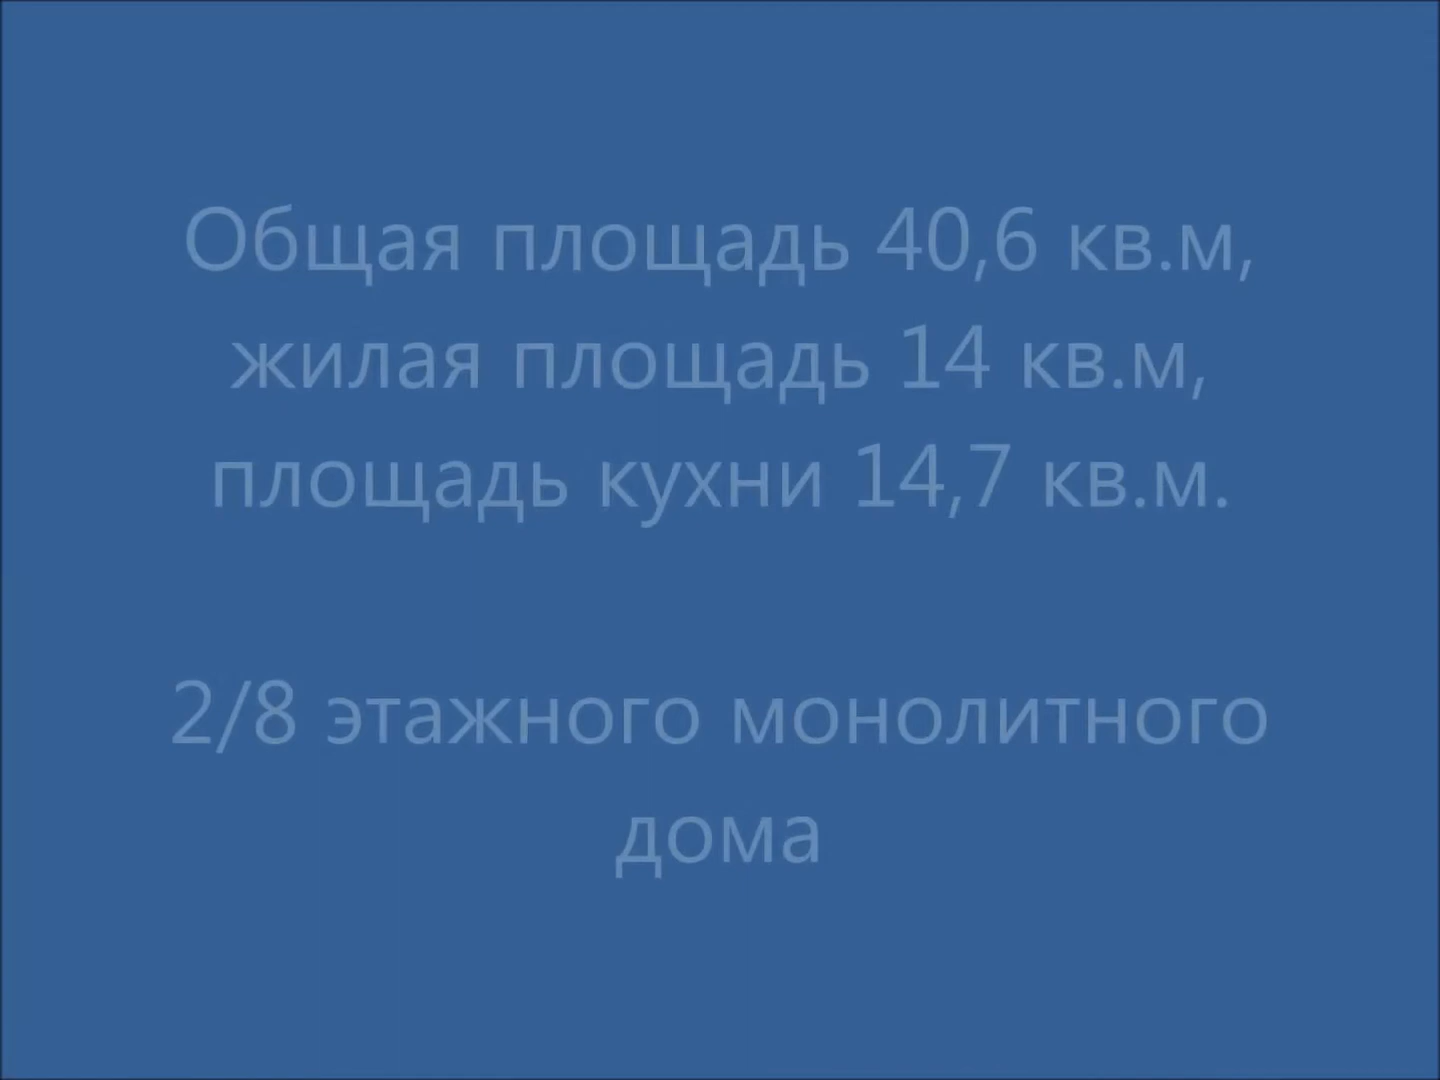 Общая площадь 40,6 кв.м,
жилая площадь 14 кв.м,
площадь кухни 14,7 кв.м.
2/8 этажного монолитного
дома